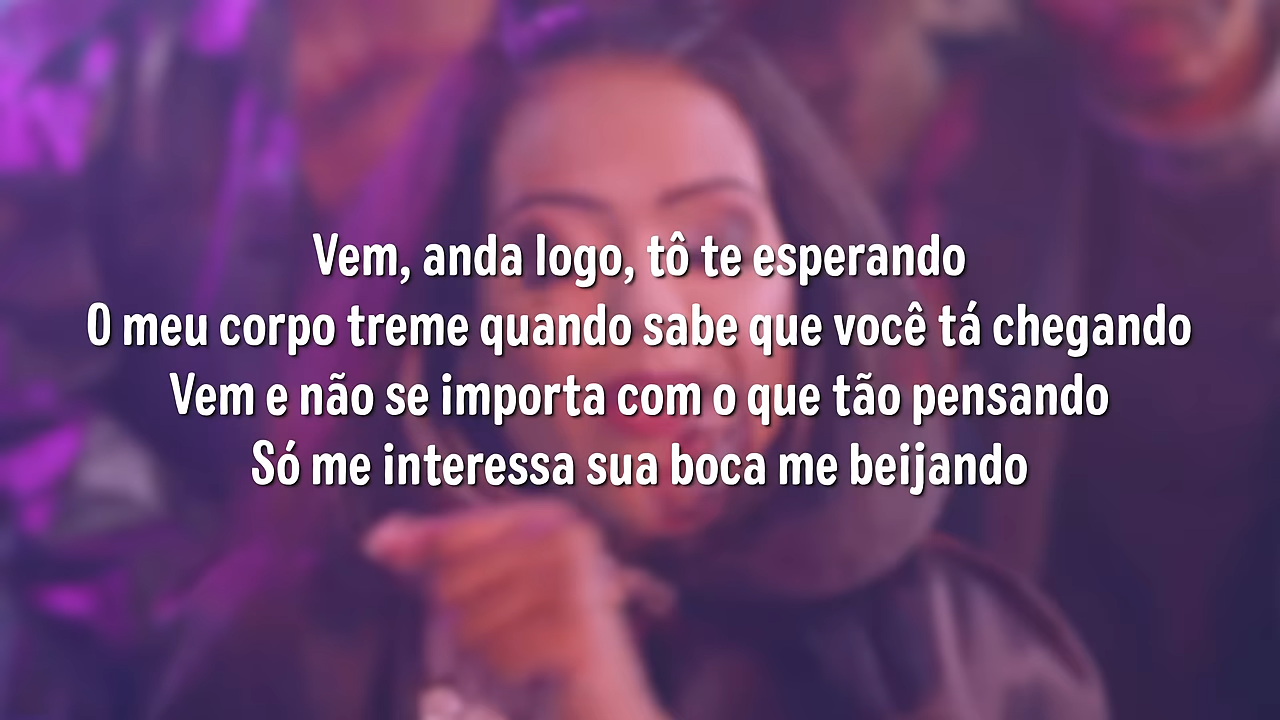 Vem, anda logo, tô te esperando
O meu corpo treme quando sabe que você tá chegando
Vem e não se importa com o que tão pensando
Só me interessa sua boca me beijando